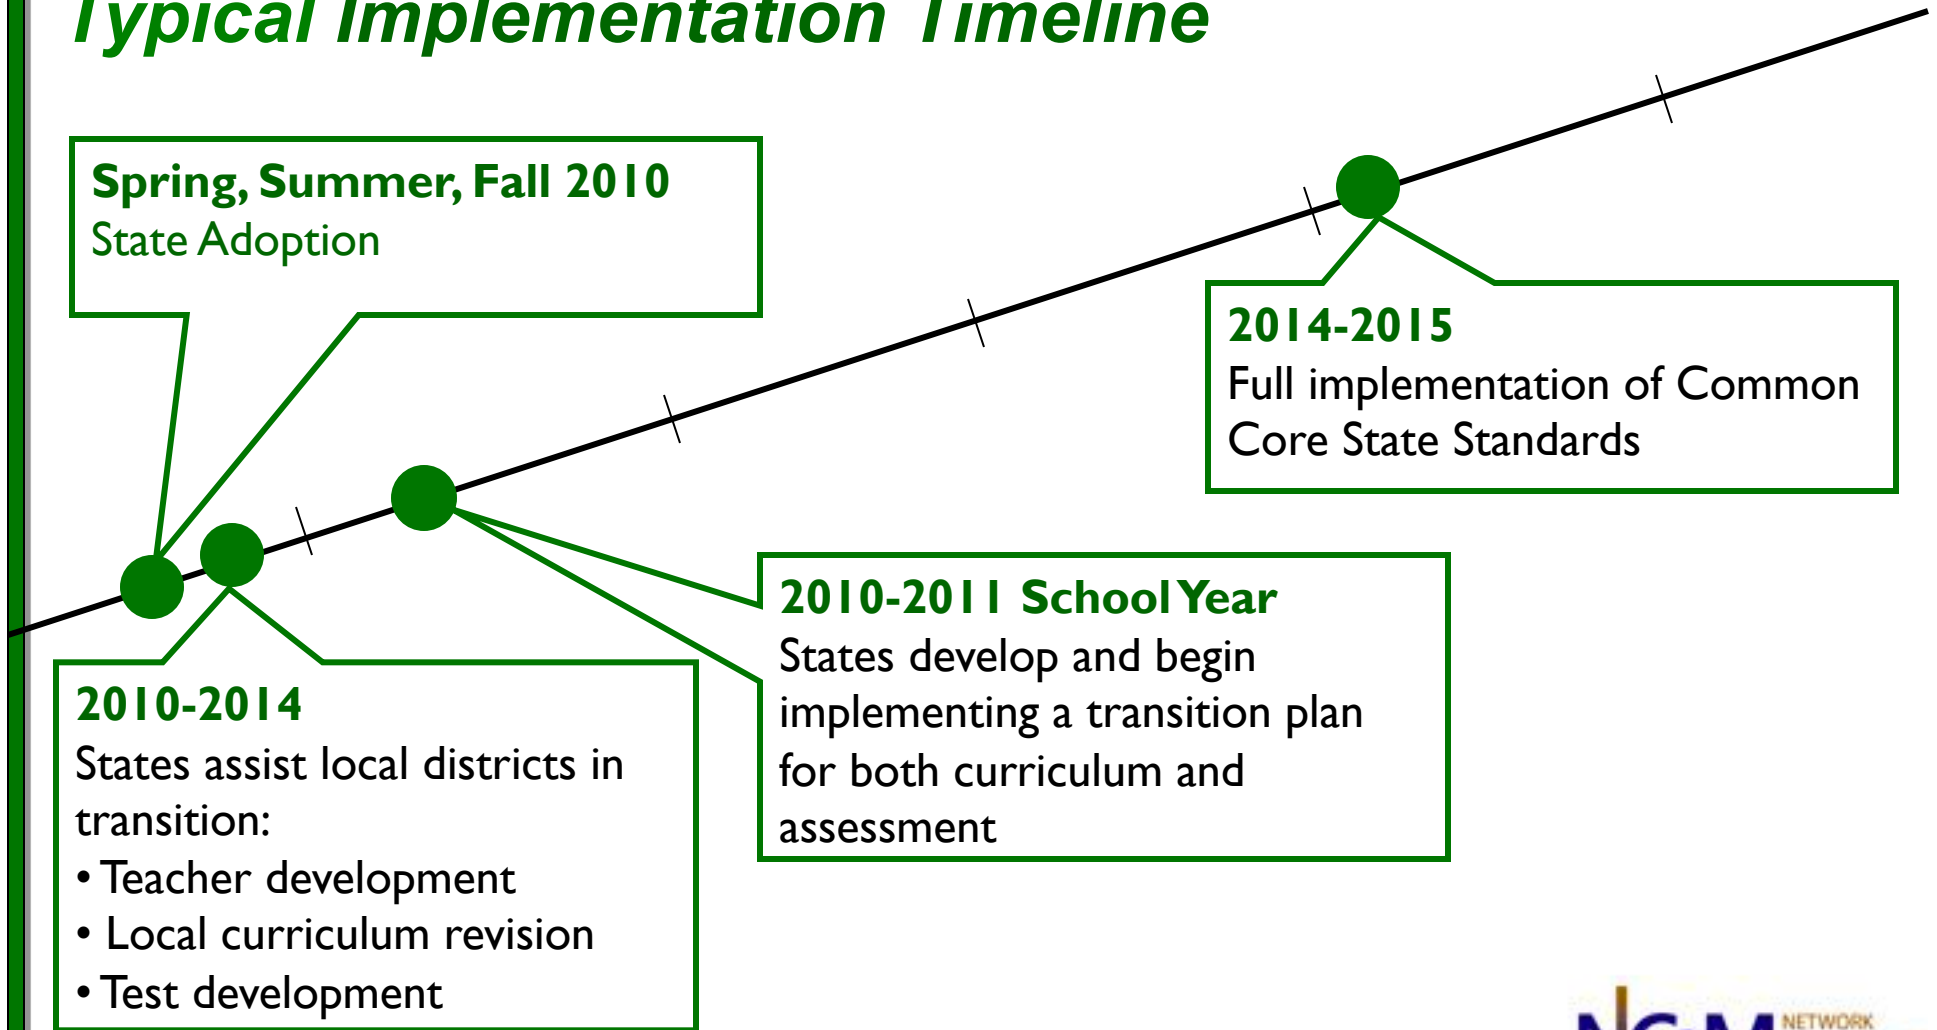 Typical Implementation Timeline
Spring, Summer, Fall 2010
State Adoption
2014-2015
Full implementation of Common
Core State Standards
2010-2011 School Year
States develop and begin
implementing a transition plan
for both curriculum and
assessment
2010-2014
States assist local districts in
transition:
• Teacher development
• Local curriculum revision
• Test development
NETWORK